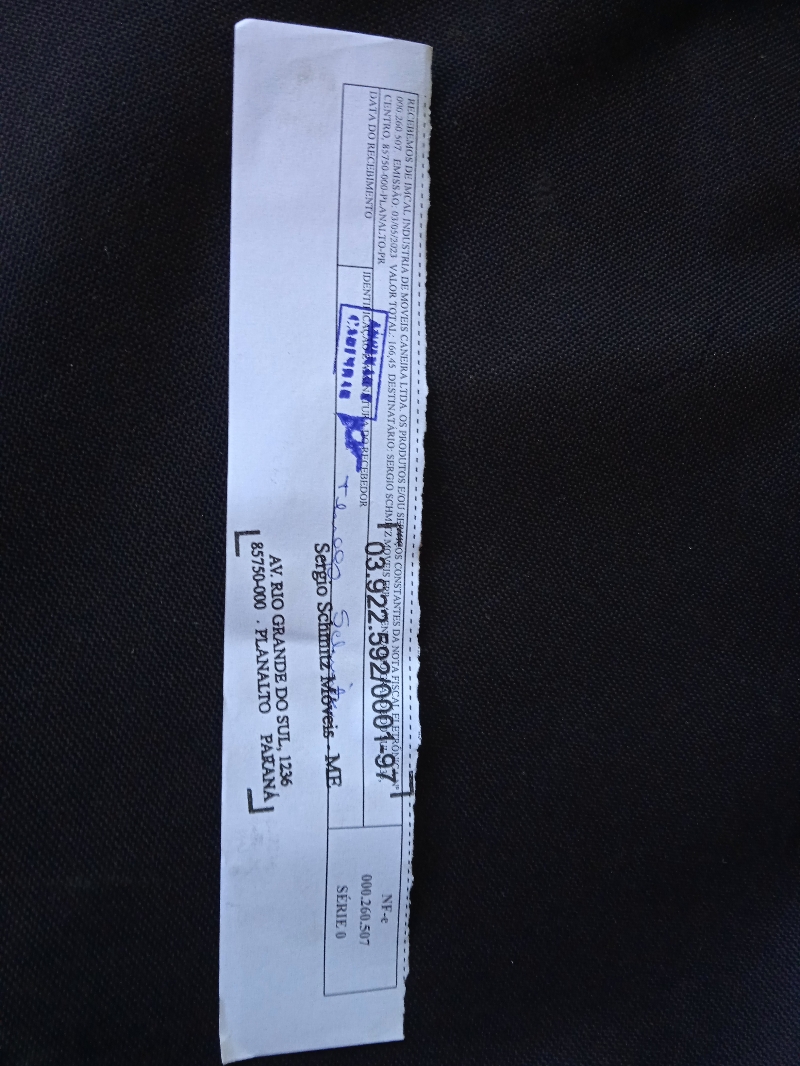 RECEBEMOS DE IMCAL INDUSTRIA DE MOVEIS CANEIRA LTDA. OS PRODUTOS E/OU SERVIÇOS CONSTANTES DA NOTA FISCAL ELETRÔNICA Nº
000.260.507 EMISSÃO: 03/05/2023 VALOR TOTAL: 166,45 DESTINATÁRIO: SERGIO SCHMITZ MOVEIS
CENTRO, 85750-000-PLANALTO-PR
DATA DO RECEBIMENTO
IDENTIFICAÇÃO E ASSINATURA DO RECEBEDOR
CARIMBAR
NF-e
000.260.507
SÉRIE 0
03.922.592/0001-97
Sergio Schmitz Móveis - ME
AV. RIO GRANDE DO SUL, 1236
85750-000 . PLANALTO PARANÁ